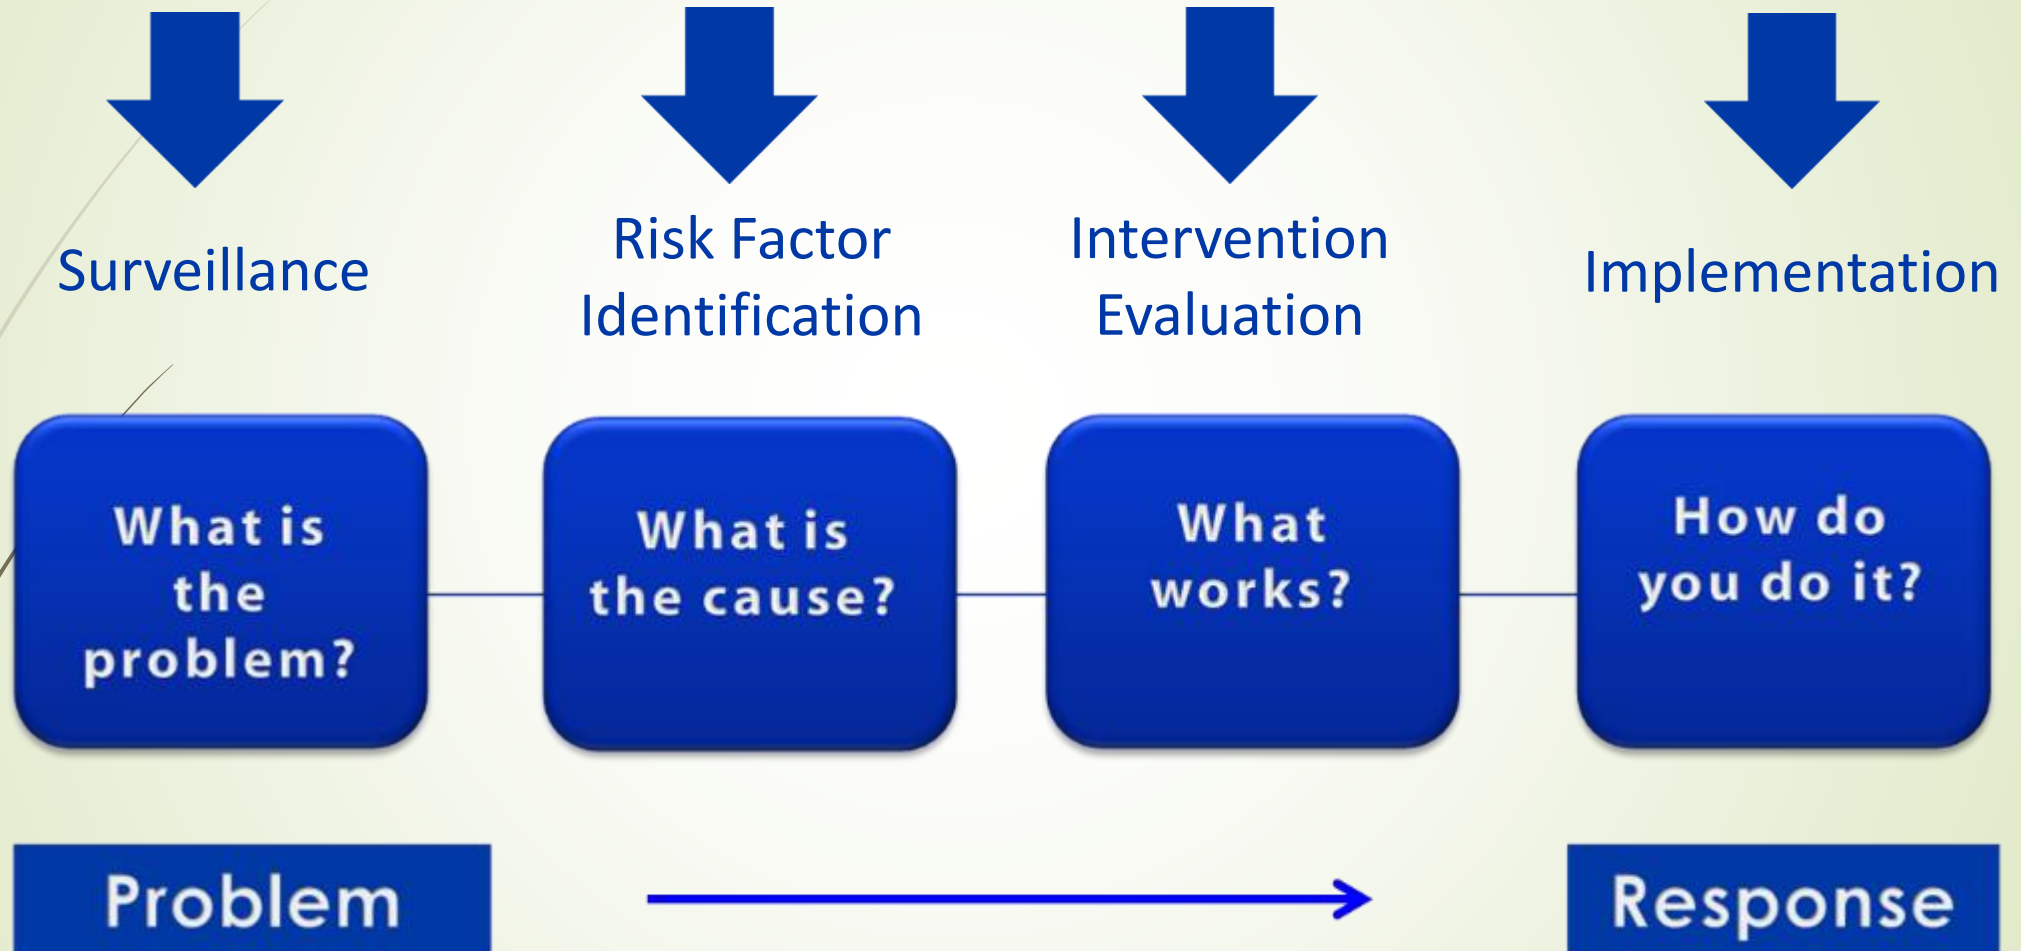 Surveillance
Risk Factor
Identification
Intervention
Evaluation
Implementation
What is
the
problem?
What is
the cause?
What
works?
How do
you do it?
Problem
Response